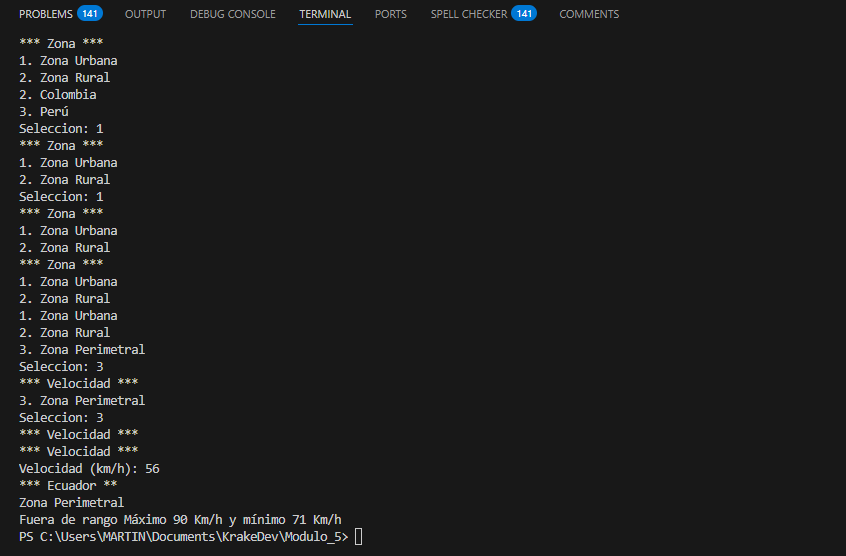 PROBLEMS 141 OUTPUT DEBUG CONSOLE TERMINAL PORTS SPELL CHECKER 141 COMMENTS
*** Zona ***
1. Zona Urbana
2. Zona Rural
2. Colombia
3. Perú
Seleccion: 1
*** Zona ***
1. Zona Urbana
2. Zona Rural
Seleccion: 1
*** Zona ***
1. Zona Urbana
2. Zona Rural
*** Zona ***
1. Zona Urbana
2. Zona Rural
1. Zona Urbana
2. Zona Rural
3. Zona Perimetral
Seleccion: 3
*** Velocidad ***
3. Zona Perimetral
Seleccion: 3
*** Velocidad ***
*** Velocidad ***
Velocidad (km/h): 56
*** Ecuador **
Zona Perimetral
Fuera de rango Máximo 90 Km/h y mínimo 71 Km/h
PS C:\Users\MARTIN\Documents\KrakeDev\Modulo_5>